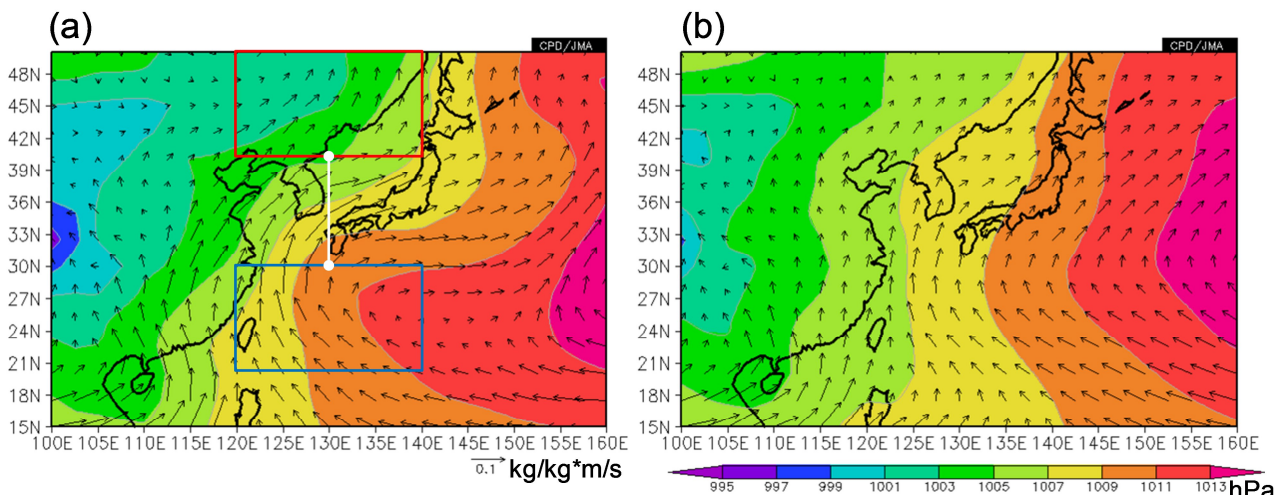 (a) (b)
CPD/JMA CPD/JMA
48N 48N
45N 45N
42N 42N
39N 39N
36N 36N
33N 33N
30N 30N
27N 27N
24N 24N
21N 21N
18N 18N
15N 15N
100E 105E 110E 115E 120E 125E 130E 135E 140E 145E 150E 155E 160E 100E 105E 110E 115E 120E 125E 130E 135E 140E 145E 150E 155E 160E
0.1 kg/kg*m/s
995 997 999 1001 1003 1005 1007 1009 1011 1013 hPa